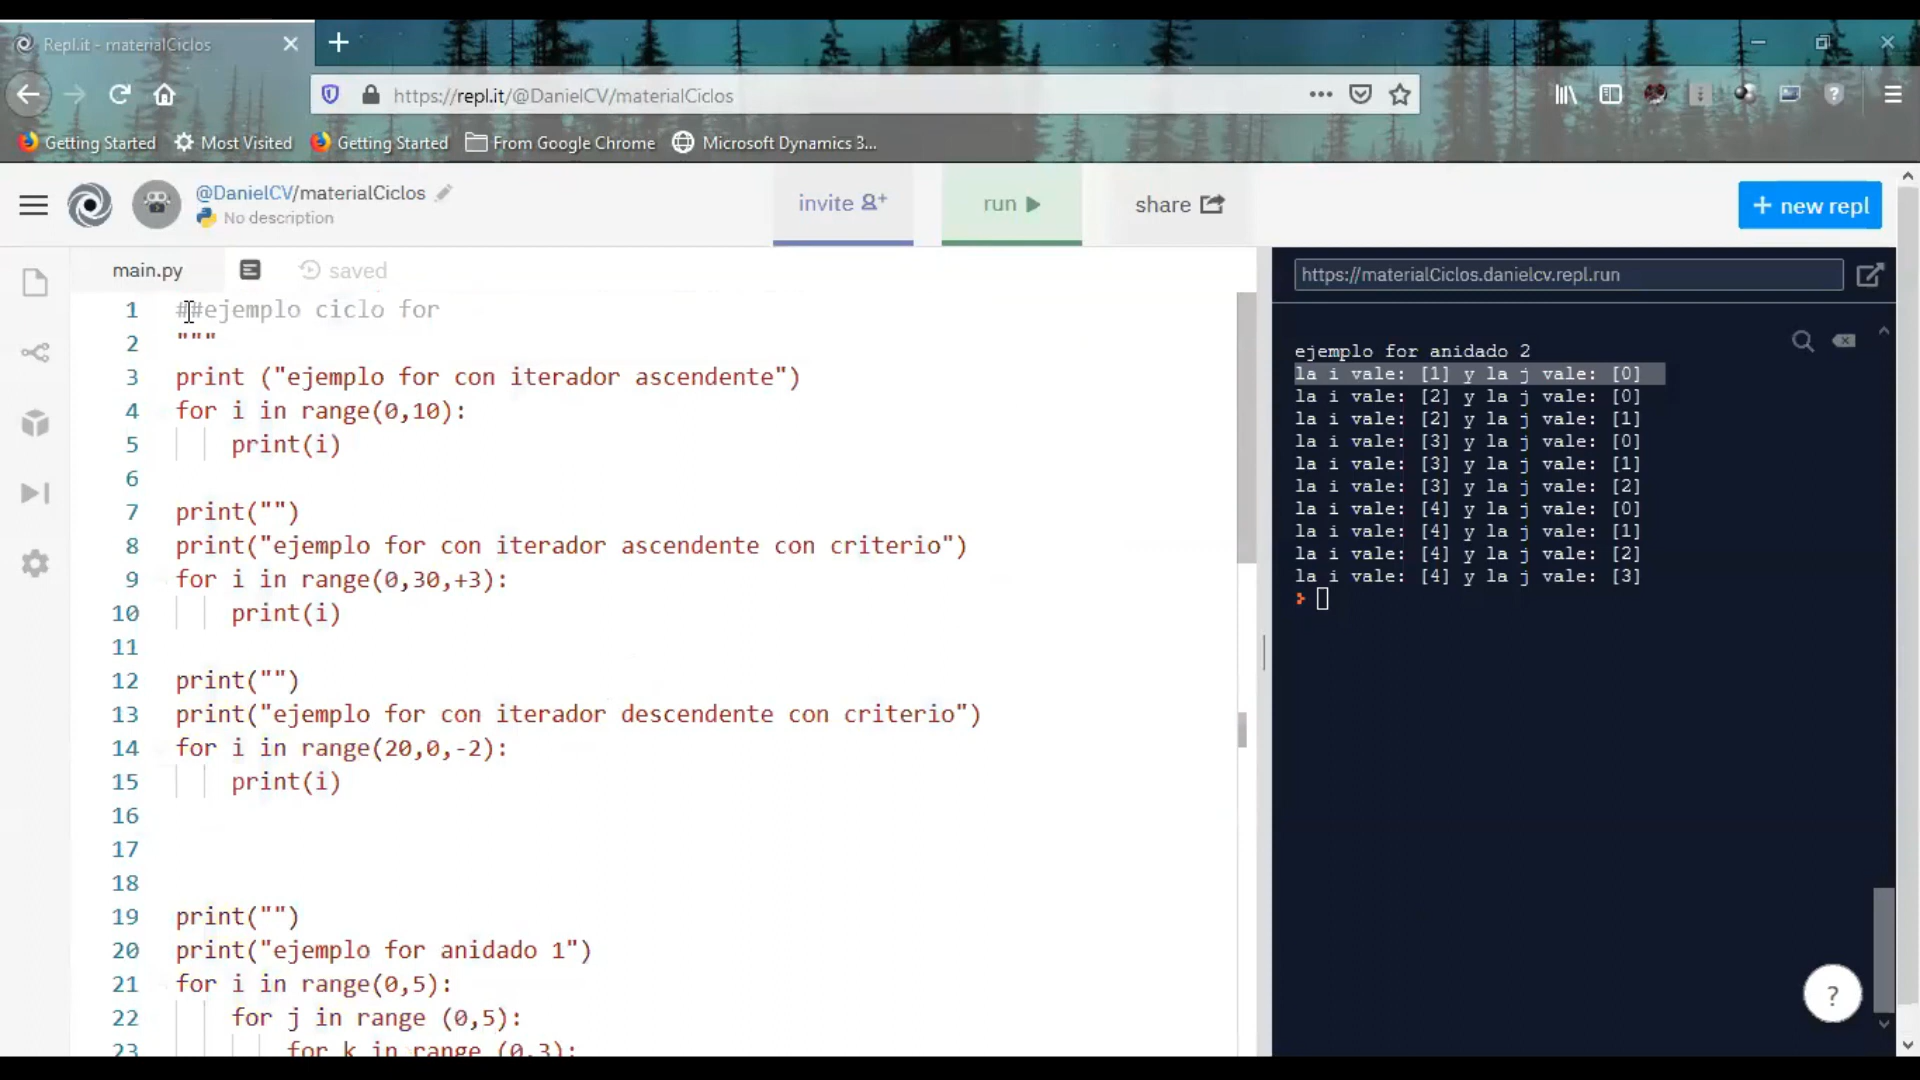 Repl.it - materialCiclos
https://repl.it/@DanielCV/materialCiclos
Getting Started
Most Visited
Getting Started
From Google Chrome
Microsoft Dynamics 3...
@DanielCV/materialCiclos
No description
invite
run
share
+ new repl
main.py
saved
https://materialCiclos.danielcv.repl.run
1 ##ejemplo ciclo for
2 """
3 print ("ejemplo for con iterador ascendente")
4 for i in range(0,10):
5 print(i)
6
7 print("")
8 print("ejemplo for con iterador ascendente con criterio")
9 for i in range(0,30,+3):
10 print(i)
11
12 print("")
13 print("ejemplo for con iterador descendente con criterio")
14 for i in range(20,0,-2):
15 print(i)
16
17
18
19 print("")
20 print("ejemplo for anidado 1")
21 for i in range(0,5):
22 for j in range (0,5):
23 for k in range (0,3):
ejemplo for anidado 2
la i vale: [1] y la j vale: [0]
la i vale: [2] y la j vale: [0]
la i vale: [2] y la j vale: [1]
la i vale: [3] y la j vale: [0]
la i vale: [3] y la j vale: [1]
la i vale: [3] y la j vale: [2]
la i vale: [4] y la j vale: [0]
la i vale: [4] y la j vale: [1]
la i vale: [4] y la j vale: [2]
la i vale: [4] y la j vale: [3]
?